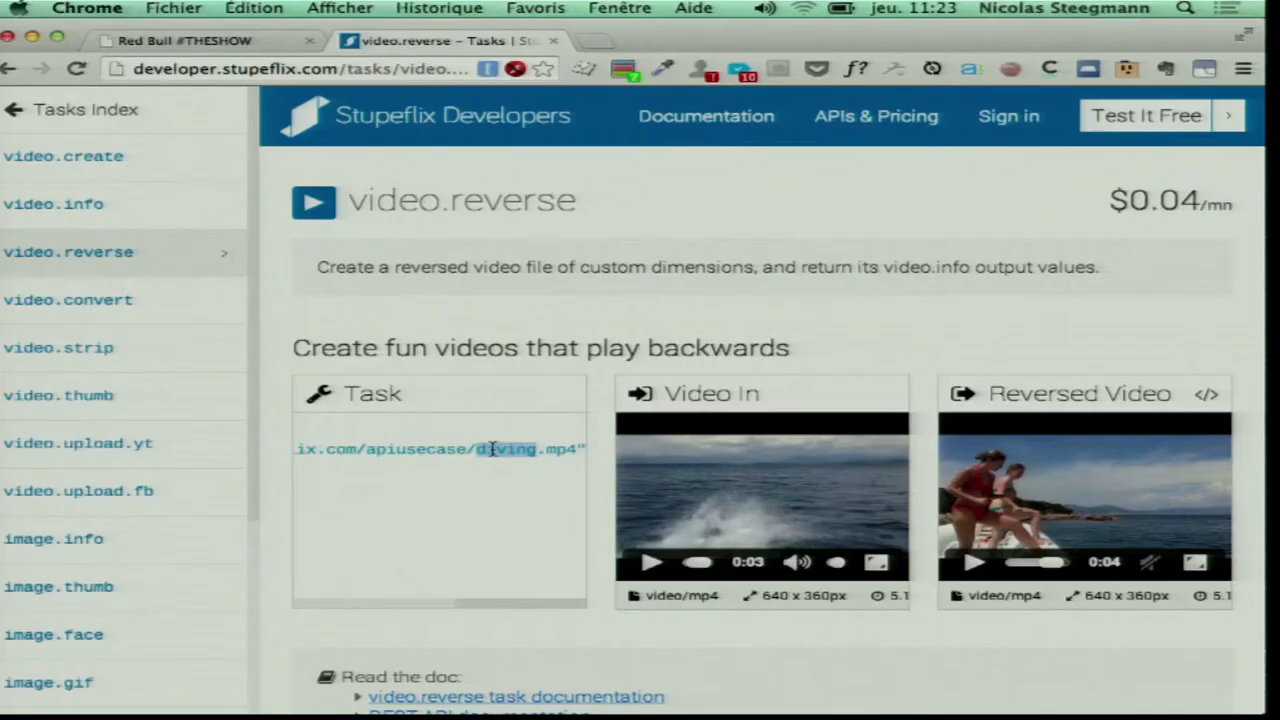 Chrome Fichier Édition Afficher Historique Favoris Fenêtre Aide jeu. 11:23 Nicolas Steegmann
Red Bull #THESHOW
video.reverse – Tasks | Stu
developer.stupeflix.com/tasks/video....
10
Tasks Index
Stupeflix Developers
Documentation
APIs & Pricing
Sign in
Test It Free
video.create
video.info
video.reverse
video.convert
video.strip
video.thumb
video.upload.yt
video.upload.fb
image.info
image.thumb
image.face
image.gif
video.reverse
$0.04/mn
Create a reversed video file of custom dimensions, and return its video.info output values.
Create fun videos that play backwards
Task
ix.com/apiusecase/diving.mp4"
Video In
0:03
video/mp4 640 x 360px 5.1
Reversed Video
0:04
video/mp4 640 x 360px 5.1
Read the doc:
video.reverse task documentation
REST API documentation